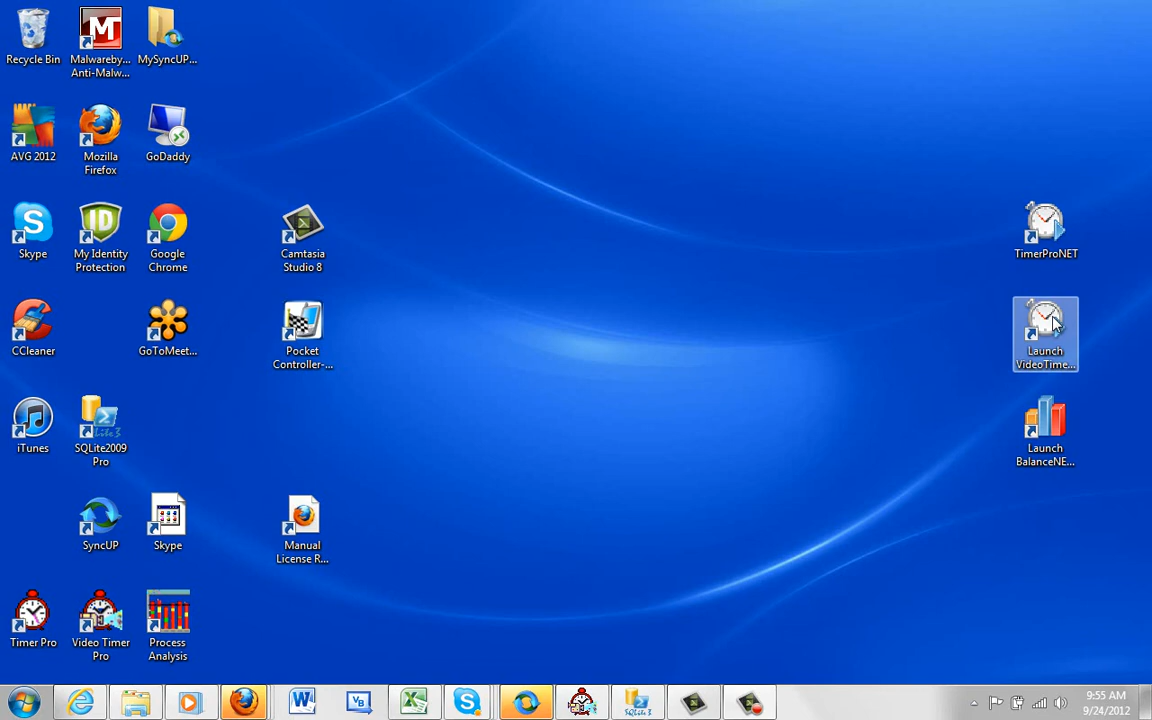 Recycle Bin
Malwareby...
Anti-Malw...
MySyncUP...
AVG 2012
Mozilla
Firefox
GoDaddy
Skype
My Identity
Protection
Google
Chrome
Camtasia
Studio 8
TimerProNET
CCleaner
GoToMeet...
Pocket
Controller-...
Launch
VideoTime...
iTunes
SQLite2009
Pro
Launch
BalanceNE...
SyncUP
Skype
Manual
License R...
Timer Pro
Video Timer
Pro
Process
Analysis
9:55 AM
9/24/2012